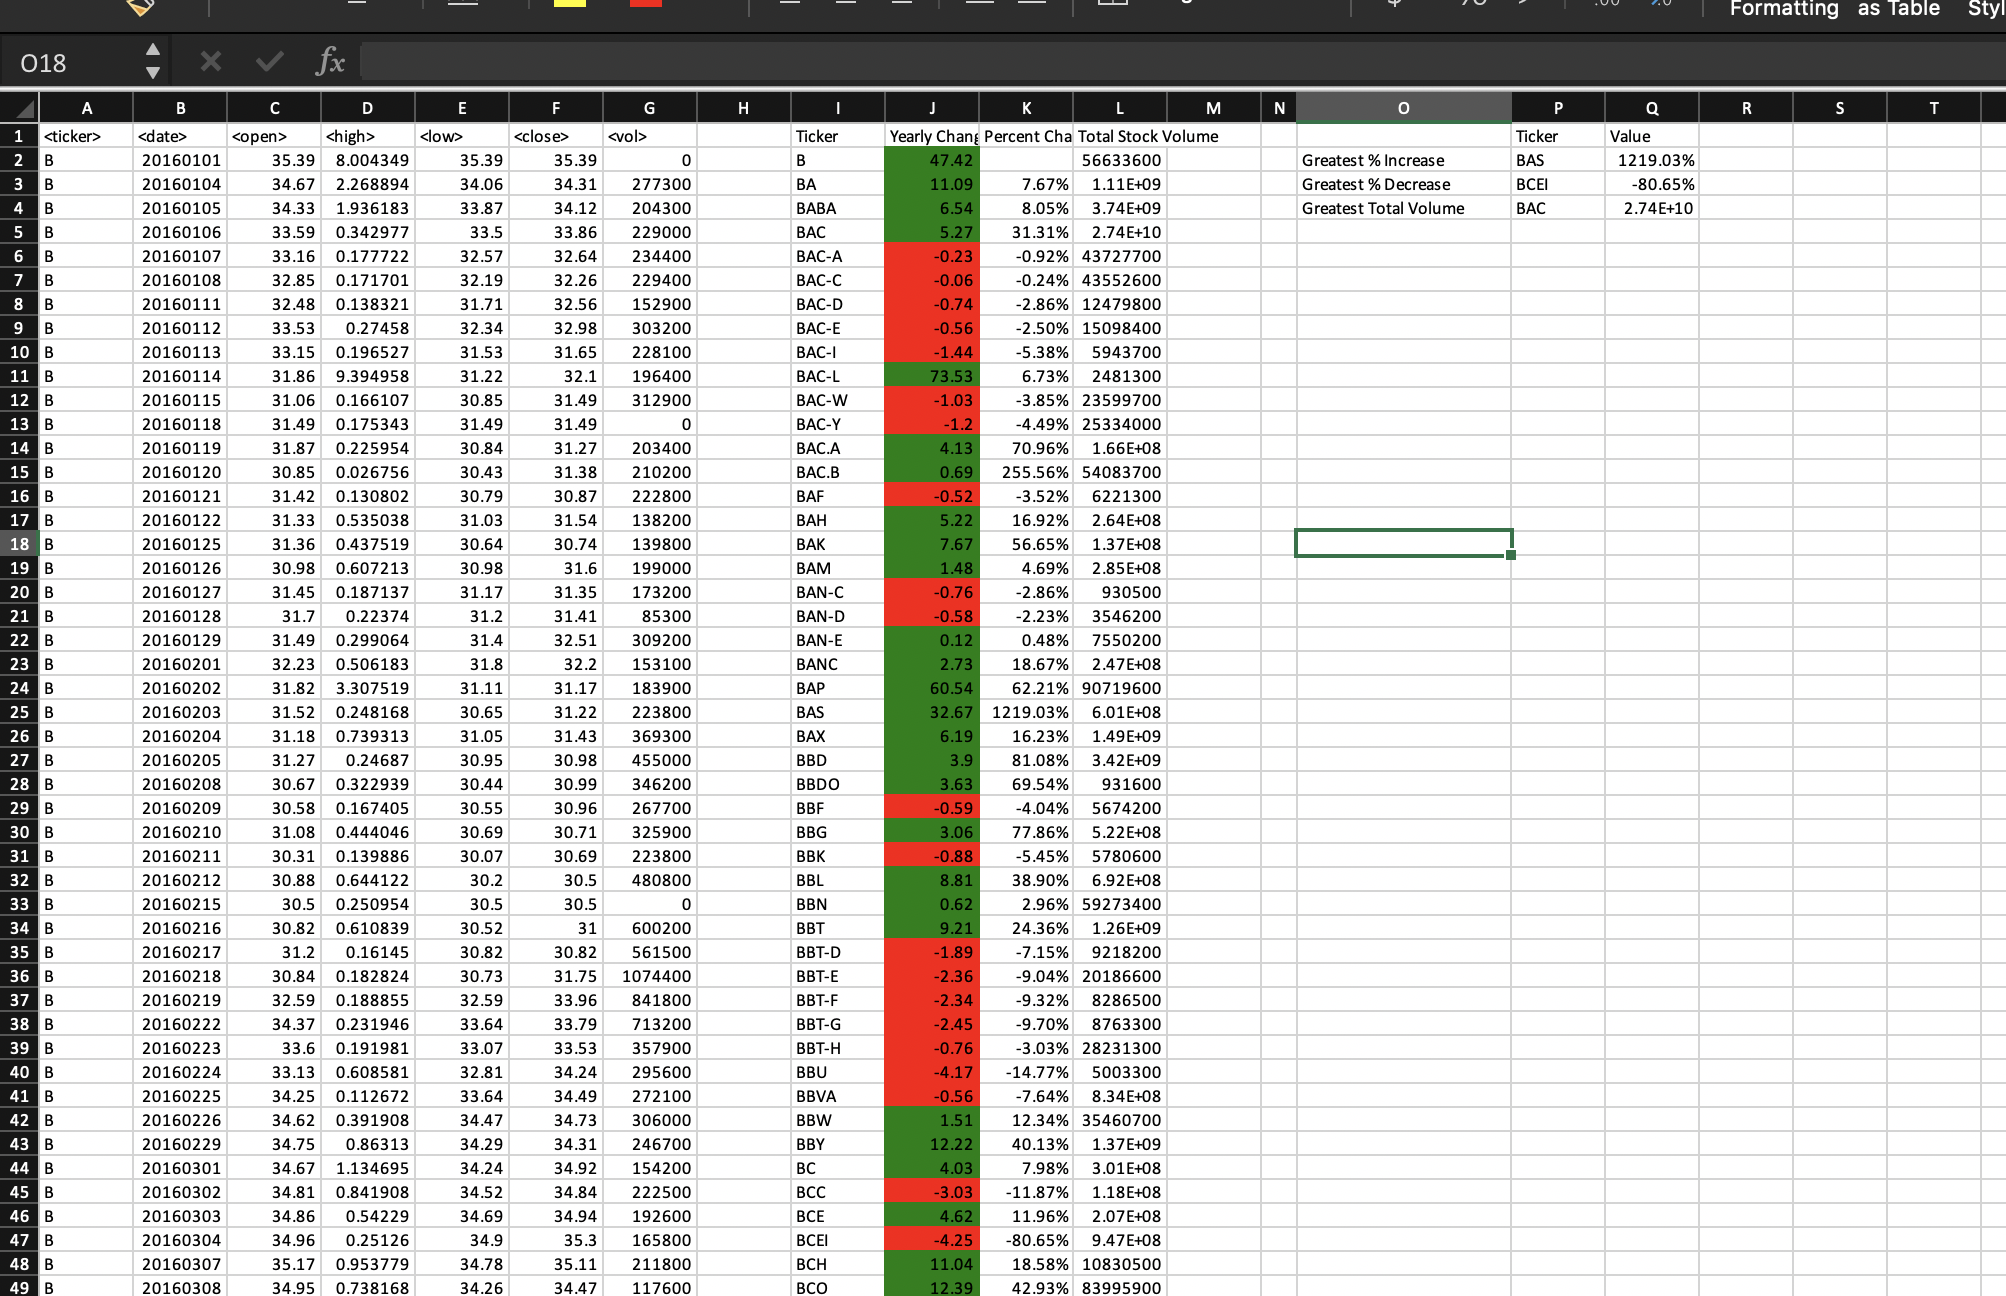 Formatting as Table Styl
O18 fx
A B C D E F G H I J K L M N O P Q R S T
1 <ticker> <date> <open> <high> <low> <close> <vol> Ticker Yearly Chang Percent Cha Total Stock Volume Ticker Value
2 B 20160101 35.39 8.004349 35.39 35.39 0 B 47.42 56633600 Greatest % Increase BAS 1219.03%
3 B 20160104 34.67 2.268894 34.06 34.31 277300 BA 11.09 7.67% 1.11E+09 Greatest % Decrease BCEI -80.65%
4 B 20160105 34.33 1.936183 33.87 34.12 204300 BABA 6.54 8.05% 3.74E+09 Greatest Total Volume BAC 2.74E+10
5 B 20160106 33.59 0.342977 33.5 33.86 229000 BAC 5.27 31.31% 2.74E+10
6 B 20160107 33.16 0.177722 32.57 32.64 234400 BAC-A -0.23 -0.92% 43727700
7 B 20160108 32.85 0.171701 32.19 32.26 229400 BAC-C -0.06 -0.24% 43552600
8 B 20160111 32.48 0.138321 31.71 32.56 152900 BAC-D -0.74 -2.86% 12479800
9 B 20160112 33.53 0.27458 32.34 32.98 303200 BAC-E -0.56 -2.50% 15098400
10 B 20160113 33.15 0.196527 31.53 31.65 228100 BAC-I -1.44 -5.38% 5943700
11 B 20160114 31.86 9.394958 31.22 32.1 196400 BAC-L 73.53 6.73% 2481300
12 B 20160115 31.06 0.166107 30.85 31.49 312900 BAC-W -1.03 -3.85% 23599700
13 B 20160118 31.49 0.175343 31.49 31.49 0 BAC-Y -1.2 -4.49% 25334000
14 B 20160119 31.87 0.225954 30.84 31.27 203400 BAC.A 4.13 70.96% 1.66E+08
15 B 20160120 30.85 0.026756 30.43 31.38 210200 BAC.B 0.69 255.56% 54083700
16 B 20160121 31.42 0.130802 30.79 30.87 222800 BAF -0.52 -3.52% 6221300
17 B 20160122 31.33 0.535038 31.03 31.54 138200 BAH 5.22 16.92% 2.64E+08
18 B 20160125 31.36 0.437519 30.64 30.74 139800 BAK 7.67 56.65% 1.37E+08
19 B 20160126 30.98 0.607213 30.98 31.6 199000 BAM 1.48 4.69% 2.85E+08
20 B 20160127 31.45 0.187137 31.17 31.35 173200 BAN-C -0.76 -2.86% 930500
21 B 20160128 31.7 0.22374 31.2 31.41 85300 BAN-D -0.58 -2.23% 3546200
22 B 20160129 31.49 0.299064 31.4 32.51 309200 BAN-E 0.12 0.48% 7550200
23 B 20160201 32.23 0.506183 31.8 32.2 153100 BANC 2.73 18.67% 2.47E+08
24 B 20160202 31.82 3.307519 31.11 31.17 183900 BAP 60.54 62.21% 90719600
25 B 20160203 31.52 0.248168 30.65 31.22 223800 BAS 32.67 1219.03% 6.01E+08
26 B 20160204 31.18 0.739313 31.05 31.43 369300 BAX 6.19 16.23% 1.49E+09
27 B 20160205 31.27 0.24687 30.95 30.98 455000 BBD 3.9 81.08% 3.42E+09
28 B 20160208 30.67 0.322939 30.44 30.99 346200 BBDO 3.63 69.54% 931600
29 B 20160209 30.58 0.167405 30.55 30.96 267700 BBF -0.59 -4.04% 5674200
30 B 20160210 31.08 0.444046 30.69 30.71 325900 BBG 3.06 77.86% 5.22E+08
31 B 20160211 30.31 0.139886 30.07 30.69 223800 BBK -0.88 -5.45% 5780600
32 B 20160212 30.88 0.644122 30.2 30.5 480800 BBL 8.81 38.90% 6.92E+08
33 B 20160215 30.5 0.250954 30.5 30.5 0 BBN 0.62 2.96% 59273400
34 B 20160216 30.82 0.610839 30.52 31 600200 BBT 9.21 24.36% 1.26E+09
35 B 20160217 31.2 0.16145 30.82 30.82 561500 BBT-D -1.89 -7.15% 9218200
36 B 20160218 30.84 0.182824 30.73 31.75 1074400 BBT-E -2.36 -9.04% 20186600
37 B 20160219 32.59 0.188855 32.59 33.96 841800 BBT-F -2.34 -9.32% 8286500
38 B 20160222 34.37 0.231946 33.64 33.79 713200 BBT-G -2.45 -9.70% 8763300
39 B 20160223 33.6 0.191981 33.07 33.53 357900 BBT-H -0.76 -3.03% 28231300
40 B 20160224 33.13 0.608581 32.81 34.24 295600 BBU -4.17 -14.77% 5003300
41 B 20160225 34.25 0.112672 33.64 34.49 272100 BBVA -0.56 -7.64% 8.34E+08
42 B 20160226 34.62 0.391908 34.47 34.73 306000 BBW 1.51 12.34% 35460700
43 B 20160229 34.75 0.86313 34.29 34.31 246700 BBY 12.22 40.13% 1.37E+09
44 B 20160301 34.67 1.134695 34.24 34.92 154200 BC 4.03 7.98% 3.01E+08
45 B 20160302 34.81 0.841908 34.52 34.84 222500 BCC -3.03 -11.87% 1.18E+08
46 B 20160303 34.86 0.54229 34.69 34.94 192600 BCE 4.62 11.96% 2.07E+08
47 B 20160304 34.96 0.25126 34.9 35.3 165800 BCEI -4.25 -80.65% 9.47E+08
48 B 20160307 35.17 0.953779 34.78 35.11 211800 BCH 11.04 18.58% 10830500
49 B 20160308 34.95 0.738168 34.26 34.47 117600 BCO 12.39 42.93% 83995900